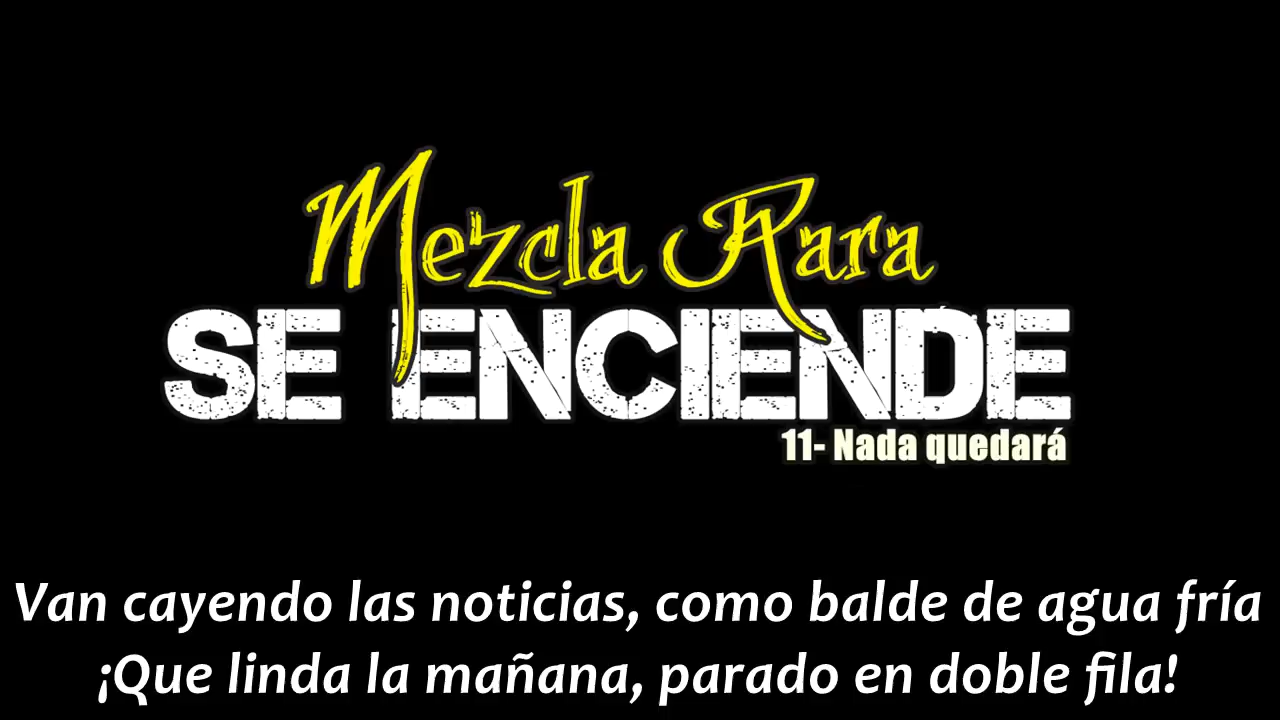 Mezcla Rara
SE ENCIENDE
11- Nada quedará
Van cayendo las noticias, como balde de agua fría
¡Que linda la mañana, parado en doble fila!